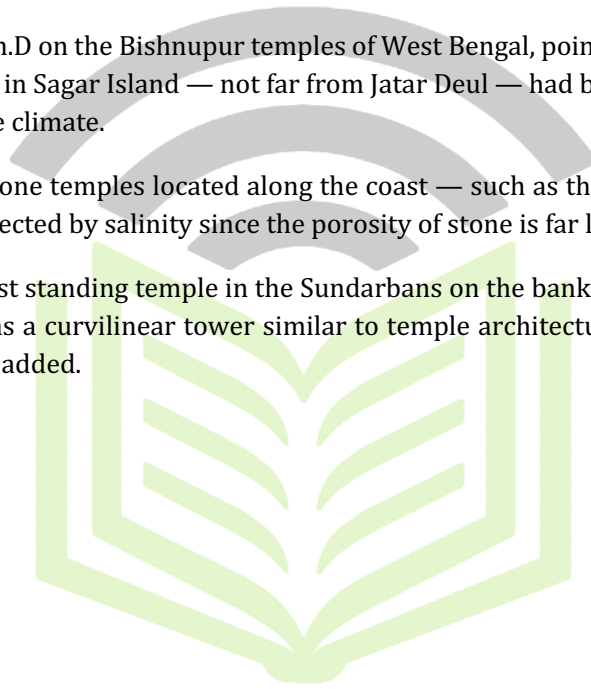 h.D on the Bishnupur temples of West Bengal, poin
in Sagar Island — not far from Jatar Deul — had b
e climate.
one temples located along the coast — such as th
ected by salinity since the porosity of stone is far l
st standing temple in the Sundarbans on the bank
as a curvilinear tower similar to temple architectu
added.